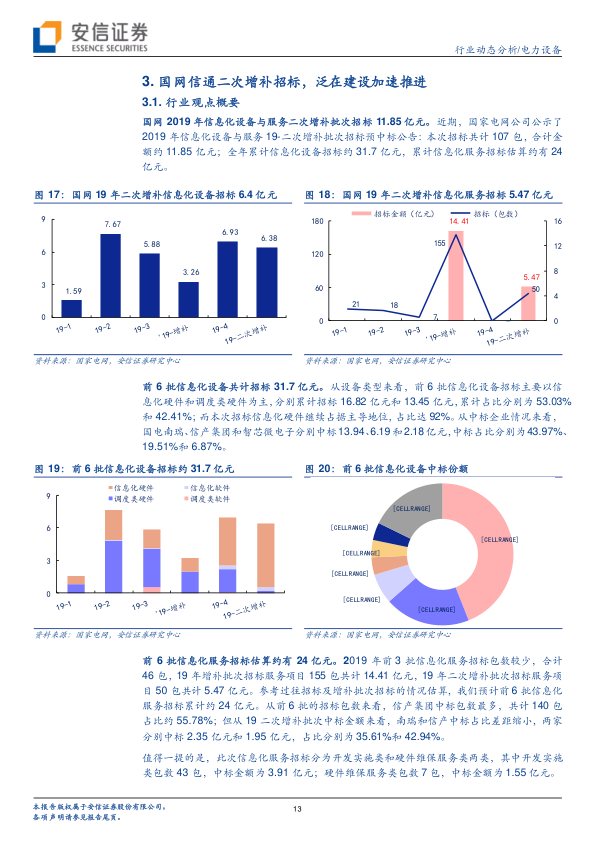 安信证券
ESSENCE SECURITIES
行业动态分析/电力设备
3. 国网信通二次增补招标，泛在建设加速推进
3.1. 行业观点概要
国网 2019 年信息化设备与服务二次增补批次招标 11.85 亿元。近期，国家电网公司公示了
2019 年信息化设备与服务 19-二次增补批次招标预中标公告：本次招标共计 107 包，合计金
额约 11.85 亿元；全年累计信息化设备招标约 31.7 亿元，累计信息化服务招标估算约有 24
亿元。
图 17：国网 19 年二次增补信息化设备招标 6.4 亿元
9
6
3
0
1.59
7.67
5.88
3.26
6.93
6.38
19-1
19-2
19-3
'19-增补
19-4
19-二次增补
资料来源：国家电网，安信证券研究中心
图 18：国网 19 年二次增补信息化服务招标 5.47 亿元
招标金额（亿元）
招标（包数）
180
120
60
0
16
12
8
4
0
21
18
7
155
14.41
5.47
50
19-1
19-2
19-3
'19-增补
19-4
19-二次增补
资料来源：国家电网，安信证券研究中心
前 6 批信息化设备共计招标 31.7 亿元。从设备类型来看，前 6 批信息化设备招标主要以信
息化硬件和调度类硬件为主，分别累计招标 16.82 亿元和 13.45 亿元，累计占比分别为 53.03%
和 42.41%；而本次招标信息化硬件继续占据主导地位，占比达 92%。从中标企业情况来看，
国电南瑞、信产集团和智芯微电子分别中标 13.94、6.19 和 2.18 亿元，中标占比分别为 43.97%、
19.51%和 6.87%。
图 19：前 6 批信息化设备招标约 31.7 亿元
信息化硬件
信息化软件
调度类硬件
调度类软件
9
6
3
0
19-1
19-2
19-3
'19-增补
19-4
19-二次增补
资料来源：国家电网，安信证券研究中心
图 20：前 6 批信息化设备中标份额
[CELLRANGE]
[CELLRANGE]
[CELLRANGE]
[CELLRANGE]
[CELLRANGE]
[CELLRANGE]
[CELLRANGE]
资料来源：国家电网，安信证券研究中心
前 6 批信息化服务招标估算约有 24 亿元。2019 年前 3 批信息化服务招标包数较少，合计
46 包，19 年增补批次招标服务项目 155 包共计 14.41 亿元，19 年二次增补批次招标服务项
目 50 包共计 5.47 亿元。参考过往招标及增补批次招标的情况估算，我们预计前 6 批信息化
服务招标累计约 24 亿元。从前 6 批的招标包数来看，信产集团中标包数最多，共计 140 包
占比约 55.78%；但从 19 二次增补批次中标金额来看，南瑞和信产中标占比差距缩小，两家
分别中标 2.35 亿元和 1.95 亿元，占比分别为 35.61%和 42.94%。
值得一提的是，此次信息化服务招标分为开发实施类和硬件维保服务类两类，其中开发实施
类包数 43 包，中标金额为 3.91 亿元；硬件维保服务类包数 7 包，中标金额为 1.55 亿元。
本报告版权属于安信证券股份有限公司。
各项声明请参见报告尾页。
13